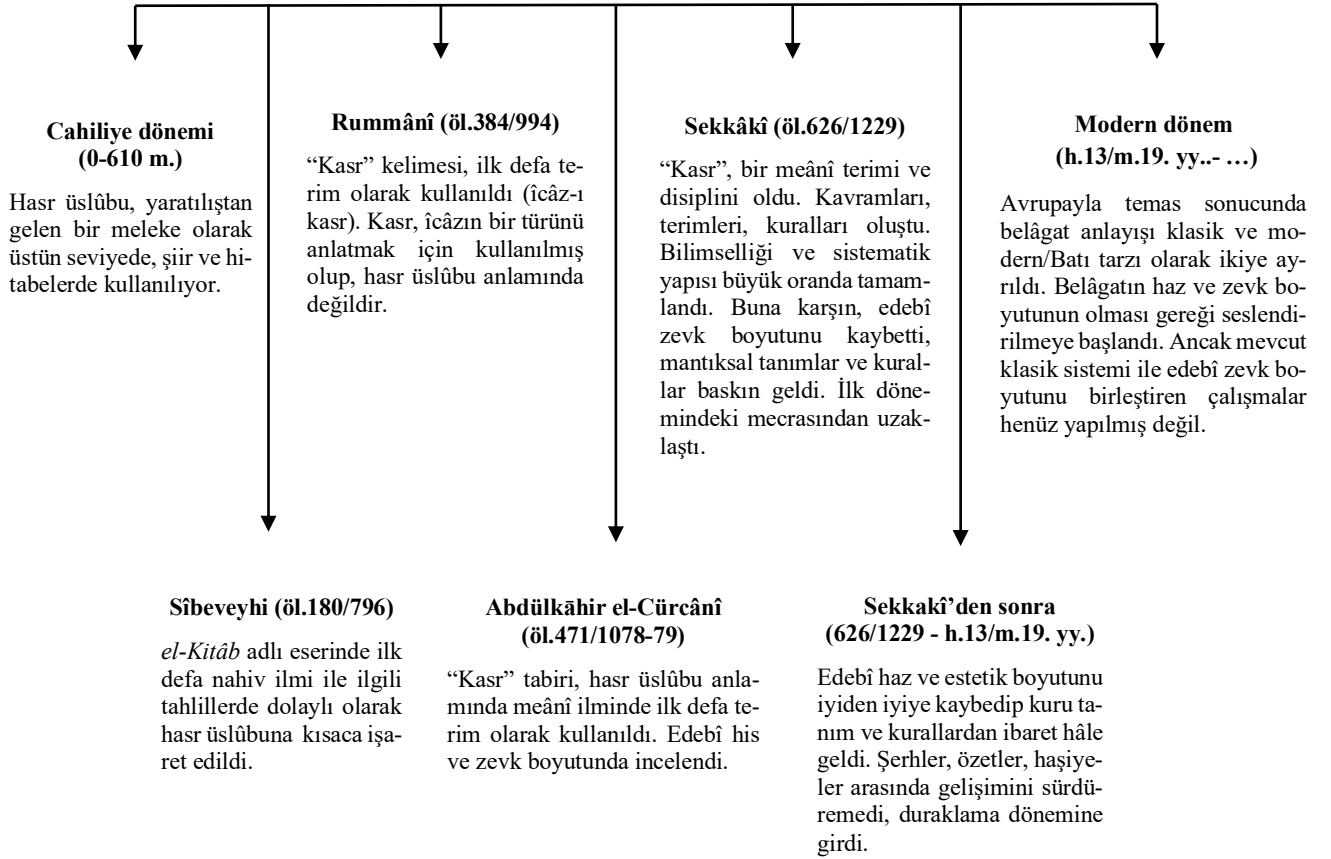 Cahiliye dönemi
(0-610 m.)
Hasr üslûbu, yaratılıştan
gelen bir meleke olarak
üstün seviyede, şiir ve hi-
tabelerde kullanılıyor.
Rummânî (öl.384/994)
“Kasr” kelimesi, ilk defa te-
rim olarak kullanıldı (îcâz-ı
kasr). Kasr, îcâzın bir türünü
anlatmak için kullanılmış
olup, hasr üslûbu anlamında
değildir.
Sekkâkî (öl.626/1229)
“Kasr”, bir meânî terimi ve
disiplini oldu. Kavramları,
terimleri, kuralları oluştu.
Bilimselliği ve sistematik
yapısı büyük oranda tamam-
landı. Buna karşın, edebî
zevk boyutunu kaybetti,
mantıksal tanımlar ve kural-
lar baskın geldi. İlk döne-
mindeki mecrasından uzak-
laştı.
Modern dönem
(h.13/m.19. yy..- …)
Avrupayla temas sonucunda
belâgat anlayışı klasik ve mo-
dern/Batı tarzı olarak ikiye ay-
rıldı. Belâgatın haz ve zevk bo-
yutunun olması gereği seslendi-
rilmeye başlandı. Ancak mevcut
klasik sistemi ile edebî zevk bo-
yutunu birleştiren çalışmalar
henüz yapılmış değil.
Sîbeveyhi (öl.180/796)
el-Kitâb adlı eserinde ilk
defa nahiv ilmi ile ilgili
tahlillerde dolaylı olarak
hasr üslûbuna kısaca işa-
ret edildi.
Abdülkāhir el-Cürcânî
(öl.471/1078-79)
“Kasr” tabiri, hasr üslûbu anla-
mında meânî ilminde ilk defa te-
rim olarak kullanıldı. Edebî his
ve zevk boyutunda incelendi.
Sekkakî’den sonra
(626/1229 - h.13/m.19. yy.)
Edebî haz ve estetik boyutunu
iyiden iyiye kaybedip kuru ta-
nım ve kurallardan ibaret hâle
geldi. Şerhler, özetler, haşiye-
ler arasında gelişimini sürdü-
remedi, duraklama dönemine
girdi.